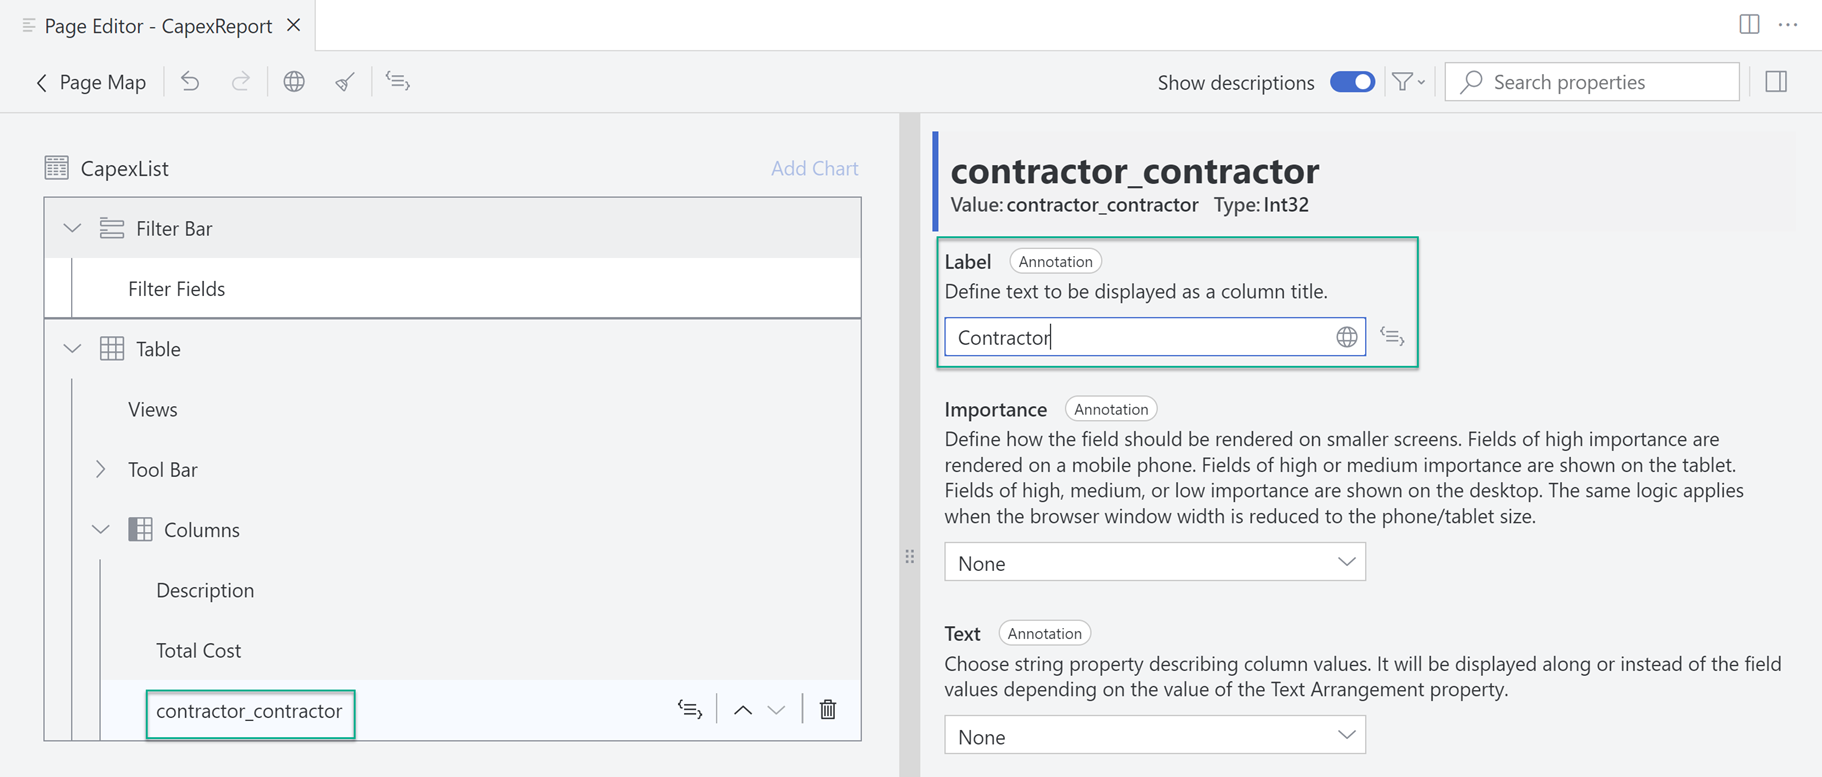 Page Editor - CapexReport
Page Map
Show descriptions
Search properties
CapexList
Add Chart
Filter Bar
Filter Fields
Table
Views
Tool Bar
Columns
Description
Total Cost
contractor_contractor
contractor_contractor
Value: contractor_contractor Type: Int32
Label Annotation
Define text to be displayed as a column title.
Contractor
Importance Annotation
Define how the field should be rendered on smaller screens. Fields of high importance are
rendered on a mobile phone. Fields of high or medium importance are shown on the tablet.
Fields of high, medium, or low importance are shown on the desktop. The same logic applies
when the browser window width is reduced to the phone/tablet size.
None
Text Annotation
Choose string property describing column values. It will be displayed along or instead of the field
values depending on the value of the Text Arrangement property.
None